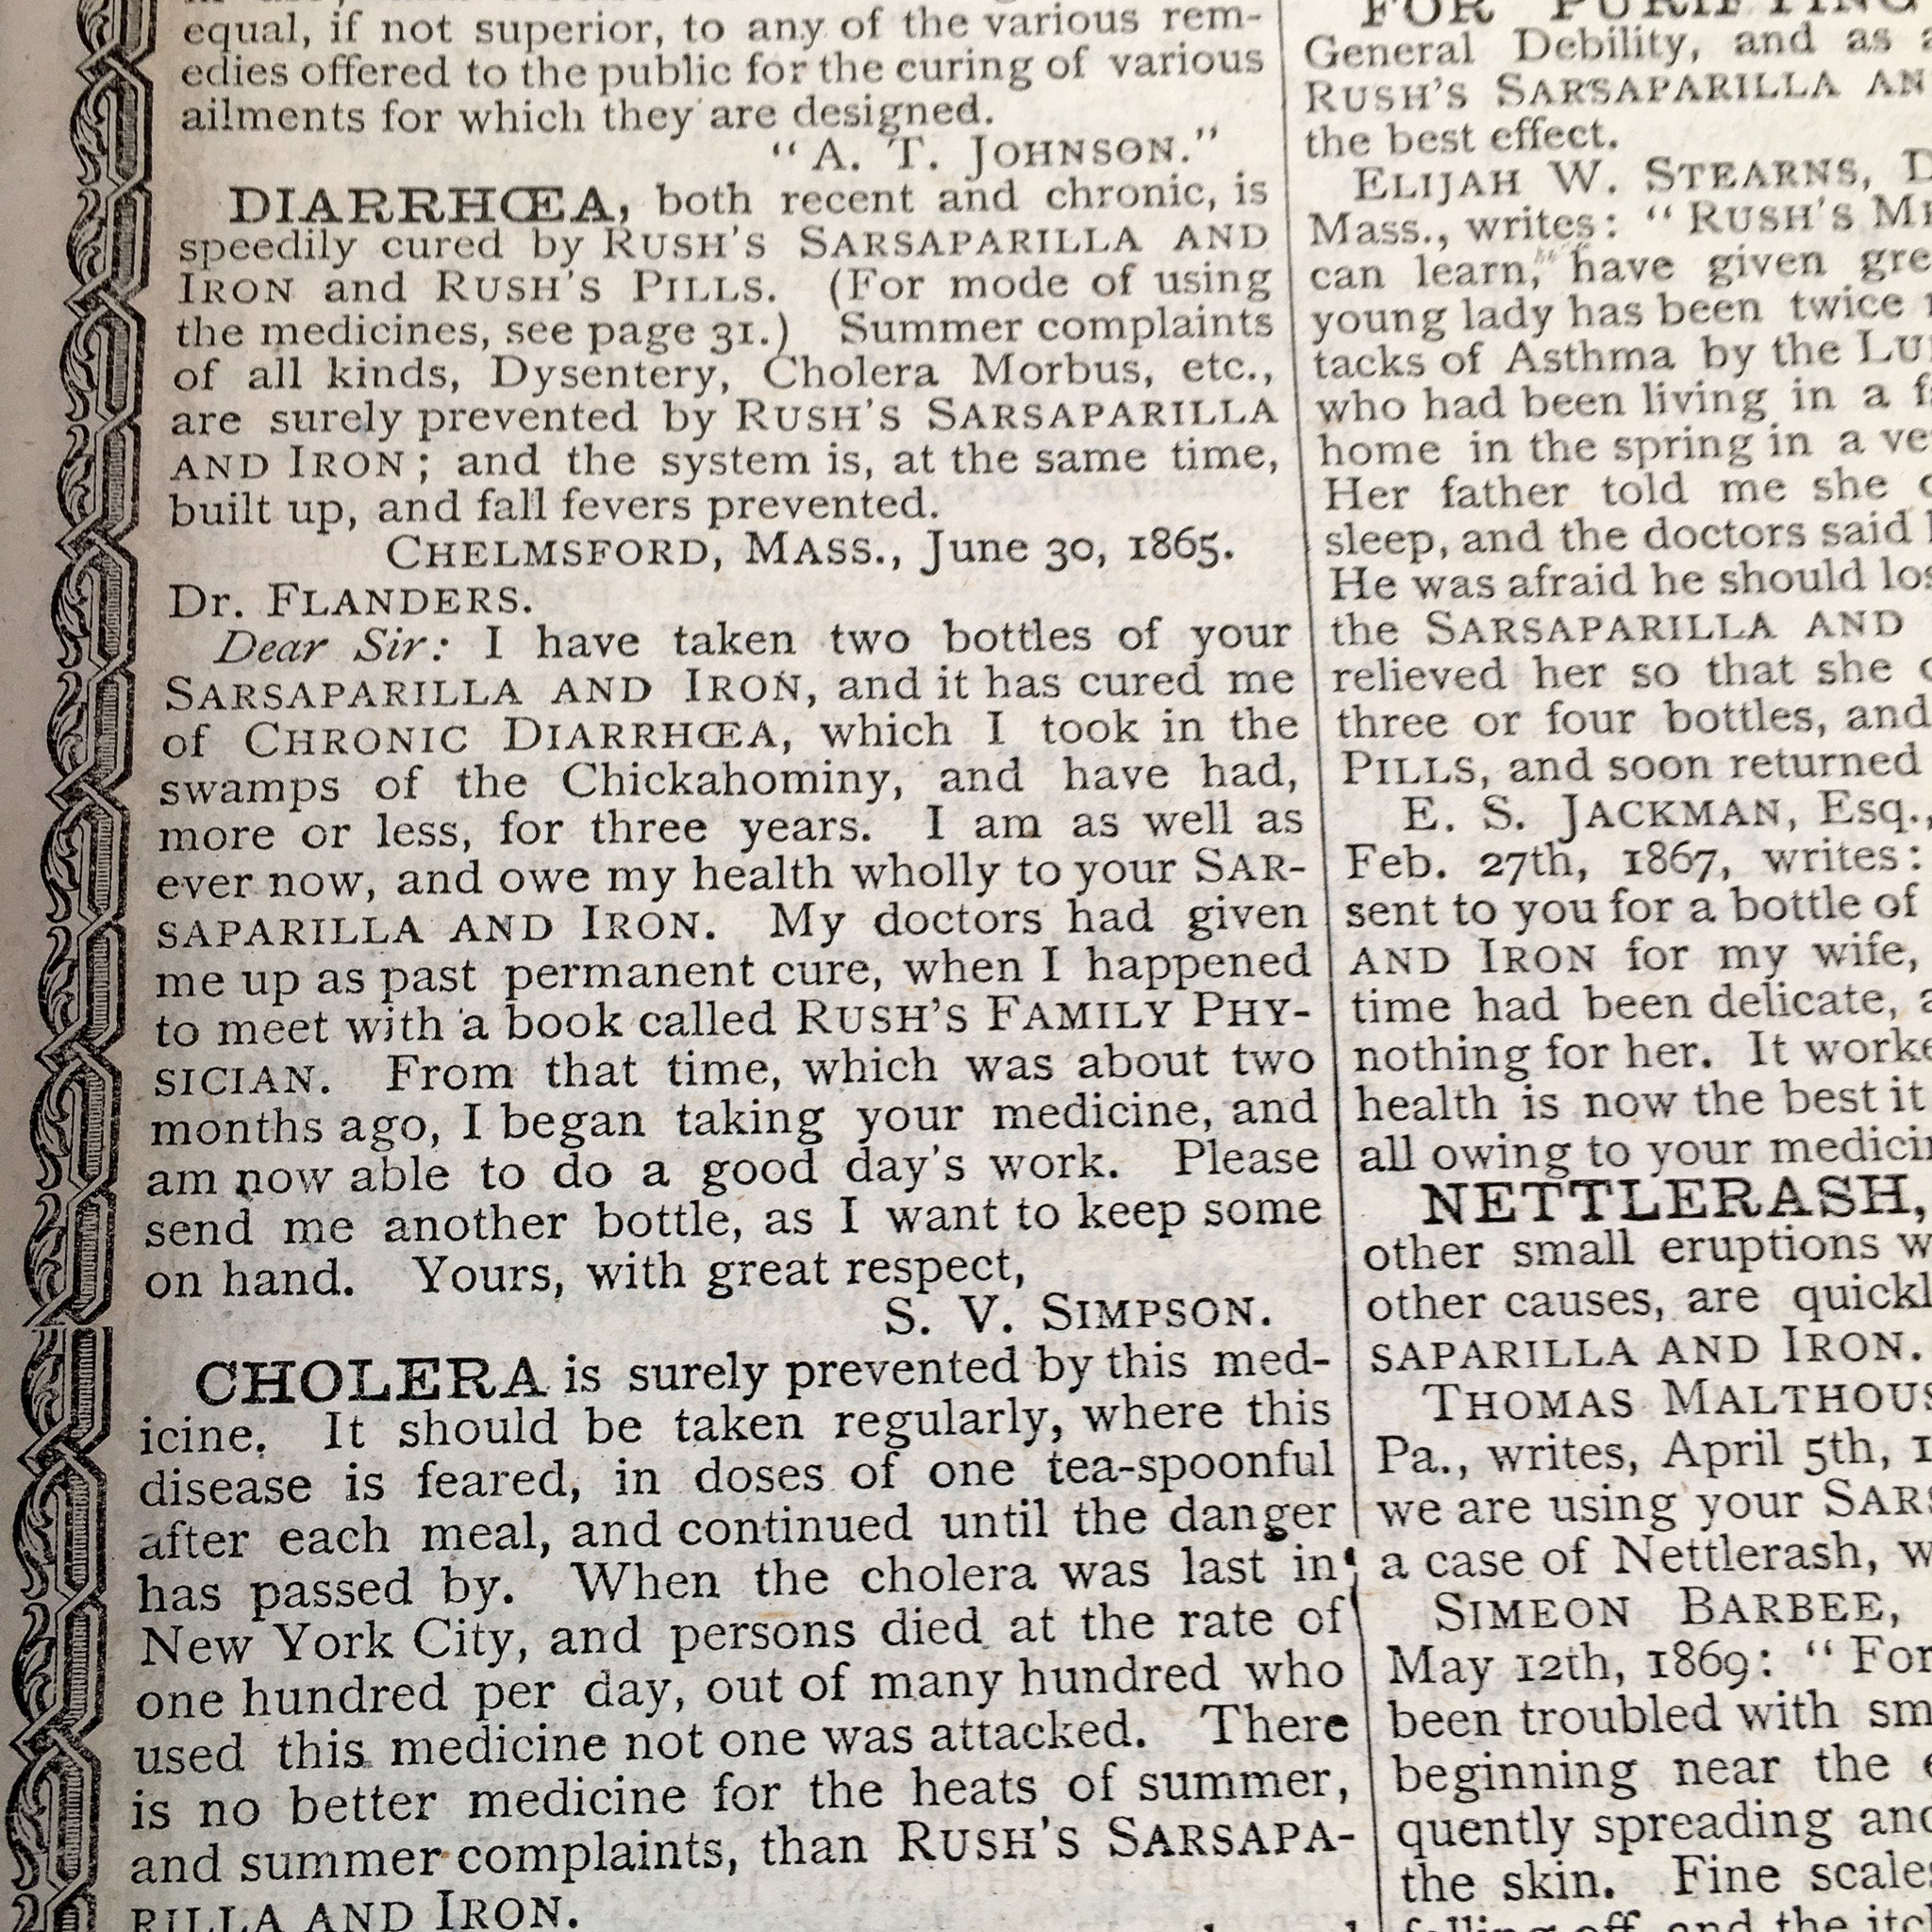 equal, if not superior, to any of the various rem-
edies offered to the public for the curing of various
ailments for which they are designed.
"A. T. JOHNSON."
DIARRHŒA, both recent and chronic, is
speedily cured by RUSH'S SARSAPARILLA AND
IRON and RUSH'S PILLS. (For mode of using
the medicines, see page 31.) Summer complaints
of all kinds, Dysentery, Cholera Morbus, etc.,
are surely prevented by RUSH'S SARSAPARILLA
AND IRON; and the system is, at the same time,
built up, and fall fevers prevented.
CHELMSFORD, MASS., June 30, 1865.
Dr. FLANDERS.
Dear Sir: I have taken two bottles of your
SARSAPARILLA AND IRON, and it has cured me
of CHRONIC DIARRHŒA, which I took in the
swamps of the Chickahominy, and have had,
more or less, for three years. I am as well as
ever now, and owe my health wholly to your SAR-
SAPARILLA AND IRON. My doctors had given
me up as past permanent cure, when I happened
to meet with a book called RUSH'S FAMILY PHY-
SICIAN. From that time, which was about two
months ago, I began taking your medicine, and
am now able to do a good day's work. Please
send me another bottle, as I want to keep some
on hand. Yours, with great respect,
S. V. SIMPSON.
CHOLERA is surely prevented by this med-
icine. It should be taken regularly, where this
disease is feared, in doses of one tea-spoonful
after each meal, and continued until the danger
has passed by. When the cholera was last in
New York City, and persons died at the rate of
one hundred per day, out of many hundred who
used this medicine not one was attacked. There
is no better medicine for the heats of summer,
and summer complaints, than RUSH'S SARSAPA-
RILLA AND IRON.
FOR PURIFYING
General Debility, and as
RUSH'S SARSAPARILLA AN
the best effect.
ELIJAH W. STEARNS, D
Mass., writes: "RUSH'S ME
can learn, have given gre
young lady has been twice
tacks of Asthma by the LU
who had been living in a f
home in the spring in a ve
Her father told me she
sleep, and the doctors said
He was afraid he should los
the SARSAPARILLA AND
relieved her so that she
three or four bottles, and
PILLS, and soon returned
E. S. JACKMAN, Esq.,
Feb. 27th, 1867, writes:
sent to you for a bottle of
AND IRON for my wife,
time had been delicate, a
nothing for her. It worke
health is now the best it
all owing to your medicin
NETTLERASH,
other small eruptions w
other causes, are quickl
SAPARILLA AND IRON.
THOMAS MALTHOUS
Pa., writes, April 5th, 1
we are using your SARS
a case of Nettlerash, w
SIMEON BARBEE,
May 12th, 1869: "For
been troubled with sm
beginning near the e
quently spreading and
the skin. Fine scales
falling off and the itc